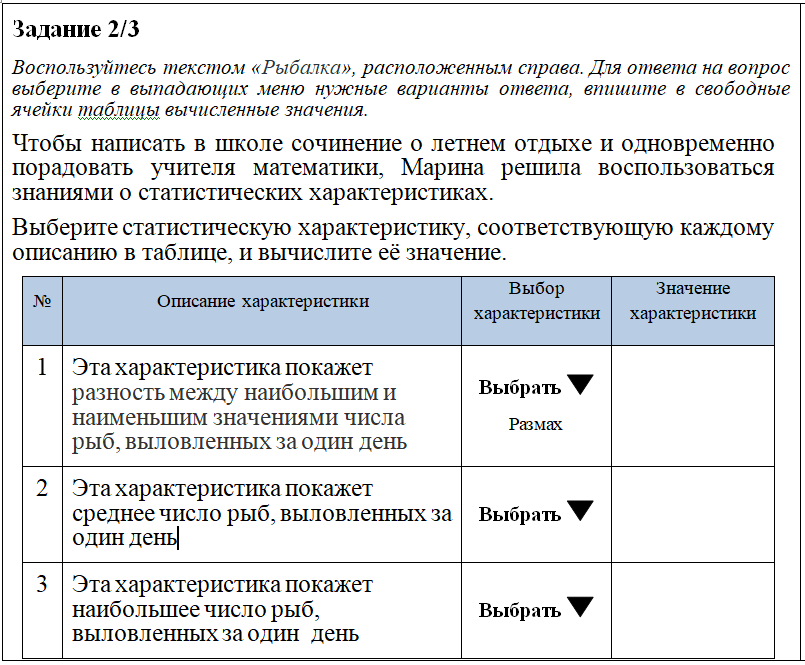 Задание 2/3
Воспользуйтесь текстом «Рыбалка», расположенным справа. Для ответа на вопрос
выберите в выпадающих меню нужные варианты ответа, впишите в свободные
ячейки таблицы вычисленные значения.
Чтобы написать в школе сочинение о летнем отдыхе и одновременно
порадовать учителя математики, Марина решила воспользоваться
знаниями о статистических характеристиках.
Выберите статистическую характеристику, соответствующую каждому
описанию в таблице, и вычислите её значение.
№
Описание характеристики
Выбор
характеристики
Значение
характеристики
1
Эта характеристика покажет
разность между наибольшим и
наименьшим значениями числа
рыб, выловленных за один день
Выбрать
Размах
2
Эта характеристика покажет
среднее число рыб, выловленных за
один день
Выбрать
3
Эта характеристика покажет
наибольшее число рыб,
выловленных за один день
Выбрать